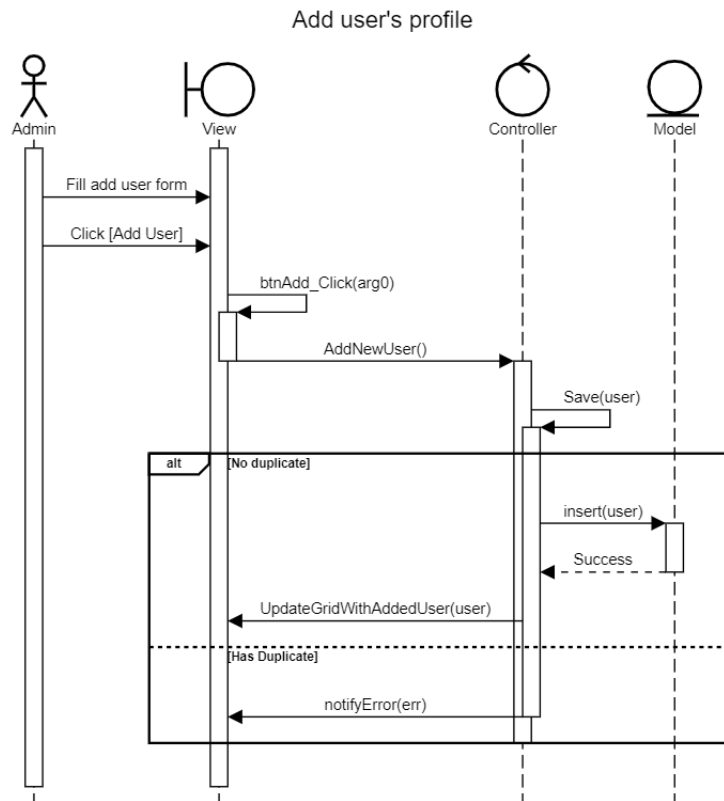 Add user's profile
Admin
View
Controller
Model
Fill add user form
Click [Add User]
btnAdd_Click(arg0)
AddNewUser()
Save(user)
alt
[No duplicate]
insert(user)
Success
UpdateGridWithAddedUser(user)
[Has Duplicate]
notifyError(err)